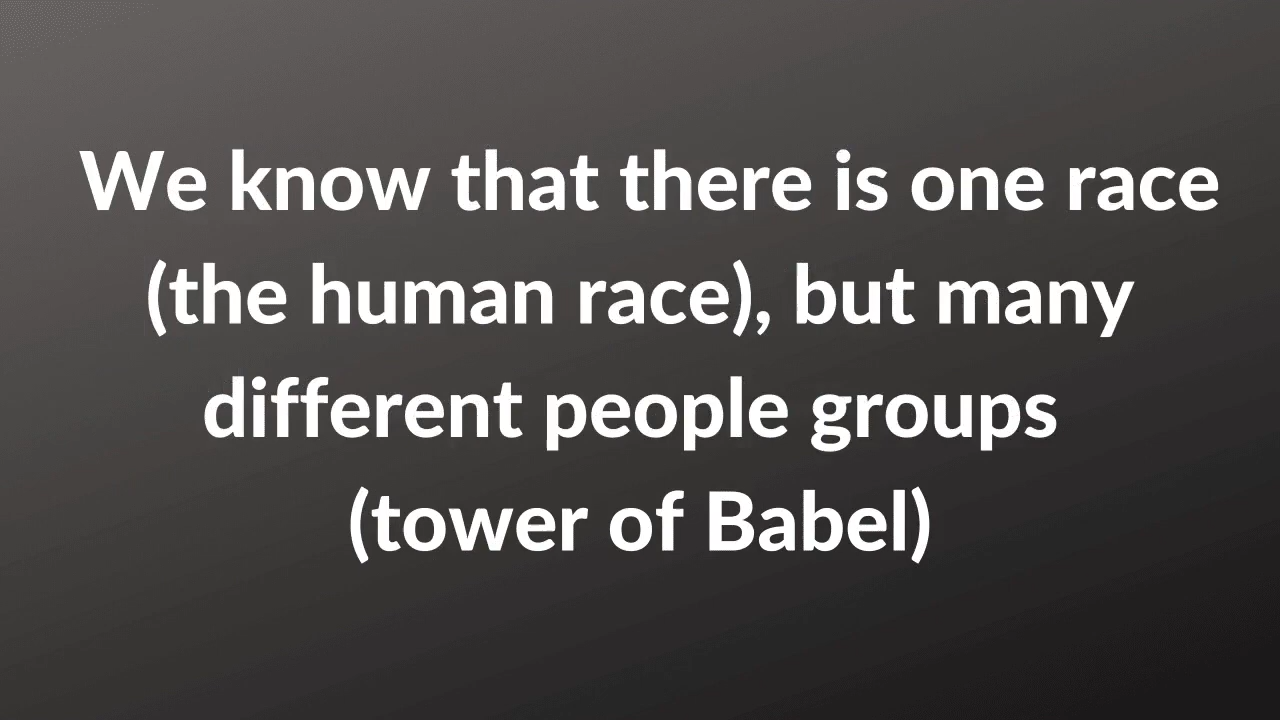 We know that there is one race
(the human race), but many
different people groups
(tower of Babel)